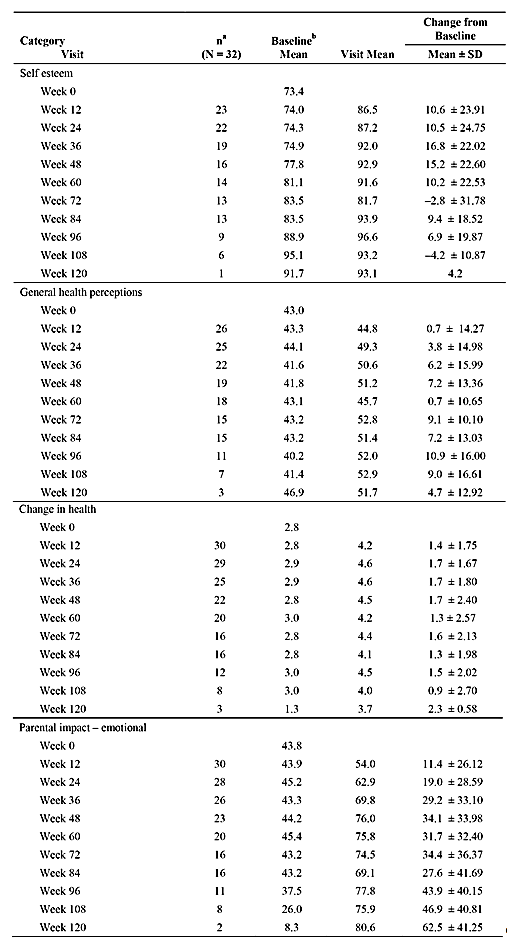 Change from
Category na Baselineb Baseline
Visit (N = 32) Mean Visit Mean Mean ± SD
Self esteem
Week 0 73.4
Week 12 23 74.0 86.5 10.6 ± 23.91
Week 24 22 74.3 87.2 10.5 ± 24.75
Week 36 19 74.9 92.0 16.8 ± 22.02
Week 48 16 77.8 92.9 15.2 ± 22.60
Week 60 14 81.1 91.6 10.2 ± 22.53
Week 72 13 83.5 81.7 –2.8 ± 31.78
Week 84 13 83.5 93.9 9.4 ± 18.52
Week 96 9 88.9 96.6 6.9 ± 19.87
Week 108 6 95.1 93.2 –4.2 ± 10.87
Week 120 1 91.7 93.1 4.2
General health perceptions
Week 0 43.0
Week 12 26 43.3 44.8 0.7 ± 14.27
Week 24 25 44.1 49.3 3.8 ± 14.98
Week 36 22 41.6 50.6 6.2 ± 15.99
Week 48 19 41.8 51.2 7.2 ± 13.36
Week 60 18 43.1 45.7 0.7 ± 10.65
Week 72 15 43.2 52.8 9.1 ± 10.10
Week 84 15 43.2 51.4 7.2 ± 13.03
Week 96 11 40.2 52.0 10.9 ± 16.00
Week 108 7 41.4 52.9 9.0 ± 16.61
Week 120 3 46.9 51.7 4.7 ± 12.92
Change in health
Week 0 2.8
Week 12 30 2.8 4.2 1.4 ± 1.75
Week 24 29 2.9 4.6 1.7 ± 1.67
Week 36 25 2.9 4.6 1.7 ± 1.80
Week 48 22 2.8 4.5 1.7 ± 2.40
Week 60 20 3.0 4.2 1.3 ± 2.57
Week 72 16 2.8 4.4 1.6 ± 2.13
Week 84 16 2.8 4.1 1.3 ± 1.98
Week 96 12 3.0 4.5 1.5 ± 2.02
Week 108 8 3.0 4.0 0.9 ± 2.70
Week 120 3 1.3 3.7 2.3 ± 0.58
Parental impact – emotional
Week 0 43.8
Week 12 30 43.9 54.0 11.4 ± 26.12
Week 24 28 45.2 62.9 19.0 ± 28.59
Week 36 26 43.3 69.8 29.2 ± 33.10
Week 48 23 44.2 76.0 34.1 ± 33.98
Week 60 20 45.4 75.8 31.7 ± 32.40
Week 72 16 43.2 74.5 34.4 ± 36.37
Week 84 16 43.2 69.1 27.6 ± 41.69
Week 96 11 37.5 77.8 43.9 ± 40.15
Week 108 8 26.0 75.9 46.9 ± 40.81
Week 120 2 8.3 80.6 62.5 ± 41.25